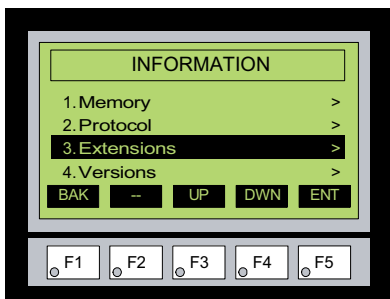 INFORMATION
1.Memory >
2.Protocol >
3.Extensions >
4.Versions >
BAK -- UP DWN ENT
F1 F2 F3 F4 F5